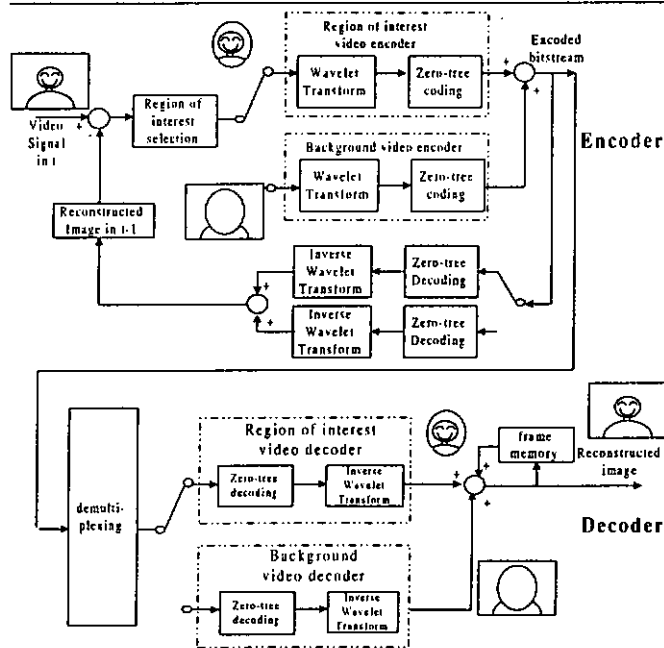 Region of interest
video encoder
Wavelet
Transform
Zero-tree
coding
Encoded
bitstream
+
+
Video
Signal
in t
+
Region of
interest
selection
Encoder
Background video encoder
Wavelet
Transform
Zero-tree
coding
Reconstructed
Image in t-1
Inverse
Wavelet
Transform
Zero-tree
Decoding
+
+
Inverse
Wavelet
Transform
Zero-tree
Decoding
demulti-
plexing
Region of interest
video decoder
Zero-tree
decoding
Inverse
Wavelet
Transform
+
+
+
frame
memory
Reconstructed
image
Decoder
Background
video decoder
Zero-tree
decoding
Inverse
Wavelet
Transform